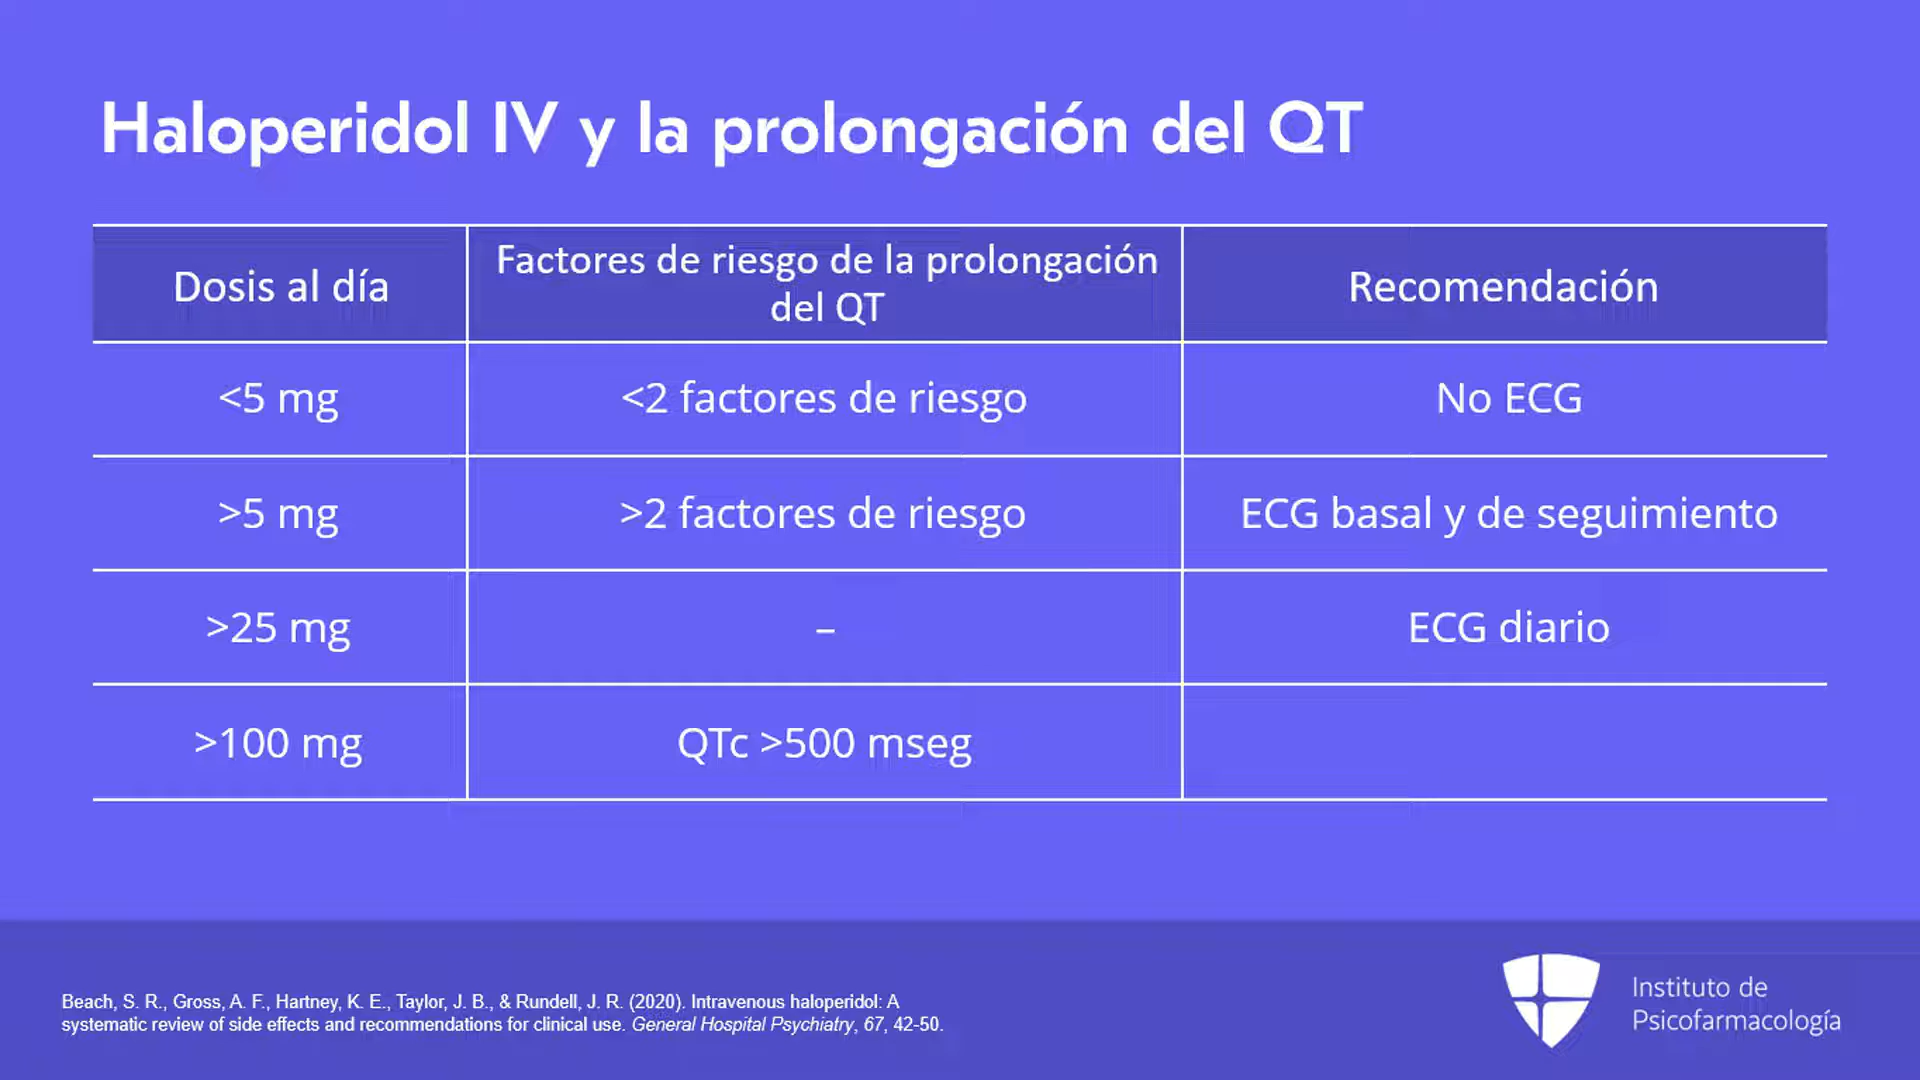 Haloperidol IV y la prolongación del QT
Dosis al día
Factores de riesgo de la prolongación
del QT
Recomendación
<5 mg
<2 factores de riesgo
No ECG
>5 mg
>2 factores de riesgo
ECG basal y de seguimiento
>25 mg
–
ECG diario
>100 mg
QTc >500 mseg
Beach, S. R., Gross, A. F., Hartney, K. E., Taylor, J. B., & Rundell, J. R. (2020). Intravenous haloperidol: A
systematic review of side effects and recommendations for clinical use. General Hospital Psychiatry, 67, 42-50.
Instituto de
Psicofarmacología